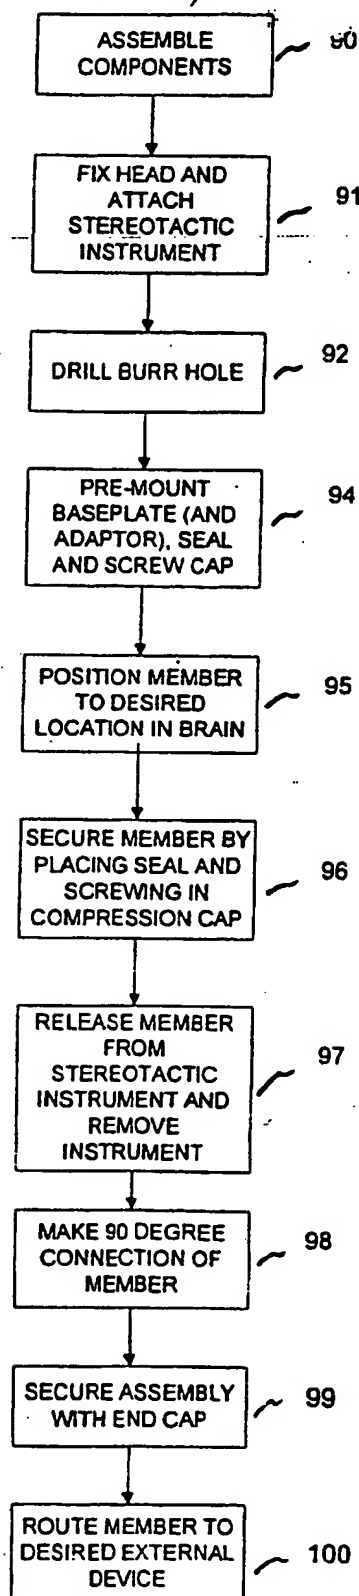 ASSEMBLE
COMPONENTS
90
FIX HEAD AND
ATTACH
STEREOTACTIC
INSTRUMENT
91
DRILL BURR HOLE
92
PRE-MOUNT
BASEPLATE (AND
ADAPTOR), SEAL
AND SCREW CAP
94
POSITION MEMBER
TO DESIRED
LOCATION IN BRAIN
95
SECURE MEMBER BY
PLACING SEAL AND
SCREWING IN
COMPRESSION CAP
96
RELEASE MEMBER
FROM
STEREOTACTIC
INSTRUMENT AND
REMOVE
INSTRUMENT
97
MAKE 90 DEGREE
CONNECTION OF
MEMBER
98
SECURE ASSEMBLY
WITH END CAP
99
ROUTE MEMBER TO
DESIRED EXTERNAL
DEVICE
100